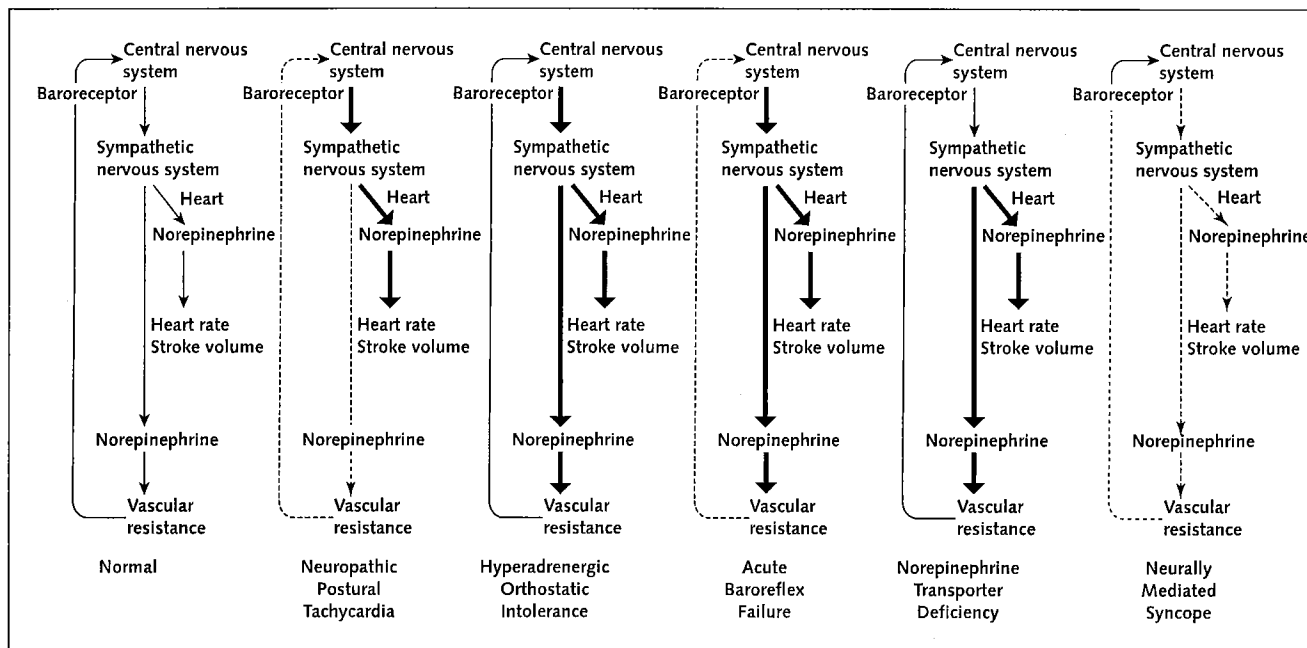 Central nervous
system
Baroreceptor
Sympathetic
nervous system
Heart
Norepinephrine
Heart rate
Stroke volume
Norepinephrine
Vascular
resistance
Normal
Central nervous
system
Baroreceptor
Sympathetic
nervous system
Heart
Norepinephrine
Heart rate
Stroke volume
Norepinephrine
Vascular
resistance
Neuropathic
Postural
Tachycardia
Central nervous
system
Baroreceptor
Sympathetic
nervous system
Heart
Norepinephrine
Heart rate
Stroke volume
Norepinephrine
Vascular
resistance
Hyperadrenergic
Orthostatic
Intolerance
Central nervous
system
Baroreceptor
Sympathetic
nervous system
Heart
Norepinephrine
Heart rate
Stroke volume
Norepinephrine
Vascular
resistance
Acute
Baroreflex
Failure
Central nervous
system
Baroreceptor
Sympathetic
nervous system
Heart
Norepinephrine
Heart rate
Stroke volume
Norepinephrine
Vascular
resistance
Norepinephrine
Transporter
Deficiency
Central nervous
system
Baroreceptor
Sympathetic
nervous system
Heart
Norepinephrine
Heart rate
Stroke volume
Norepinephrine
Vascular
resistance
Neurally
Mediated
Syncope